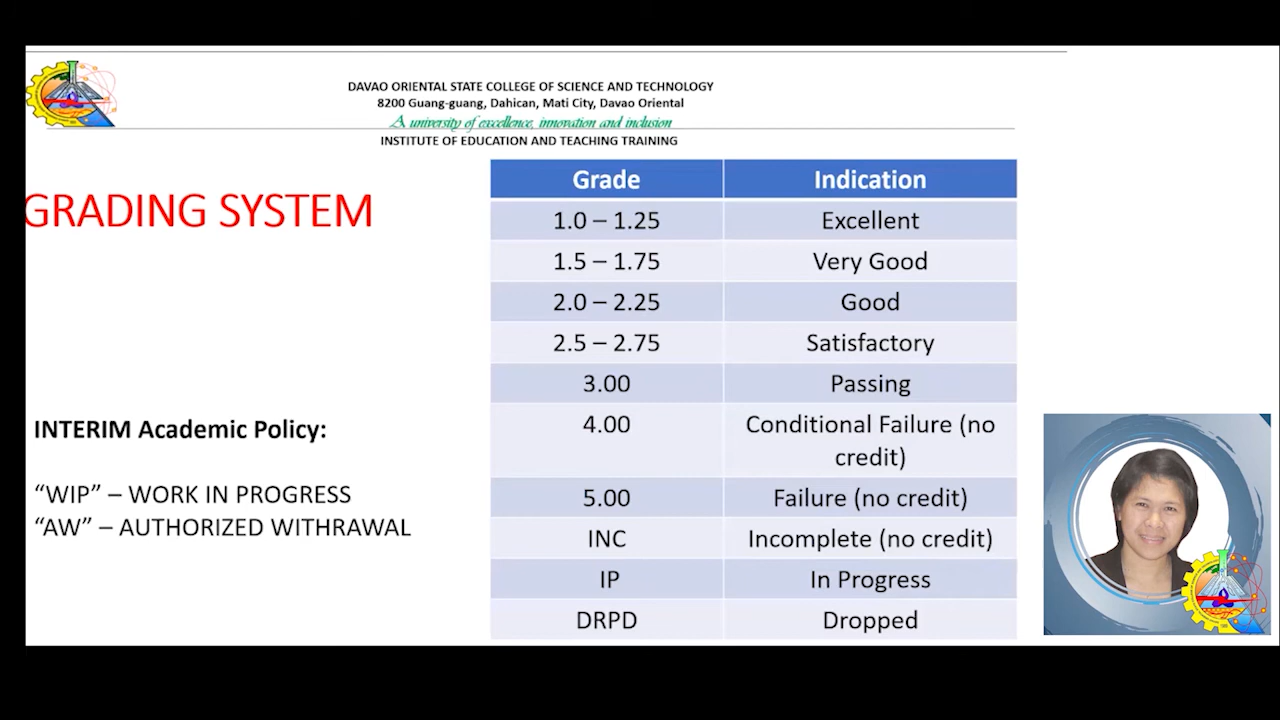 DAVAO ORIENTAL STATE COLLEGE OF SCIENCE AND TECHNOLOGY
8200 Guang-guang, Dahican, Mati City, Davao Oriental
A university of excellence, innovation and inclusion
INSTITUTE OF EDUCATION AND TEACHING TRAINING
GRADING SYSTEM
Grade Indication
1.0 – 1.25 Excellent
1.5 – 1.75 Very Good
2.0 – 2.25 Good
2.5 – 2.75 Satisfactory
3.00 Passing
4.00 Conditional Failure (no
credit)
5.00 Failure (no credit)
INC Incomplete (no credit)
IP In Progress
DRPD Dropped
INTERIM Academic Policy:
“WIP” – WORK IN PROGRESS
“AW” – AUTHORIZED WITHRAWAL